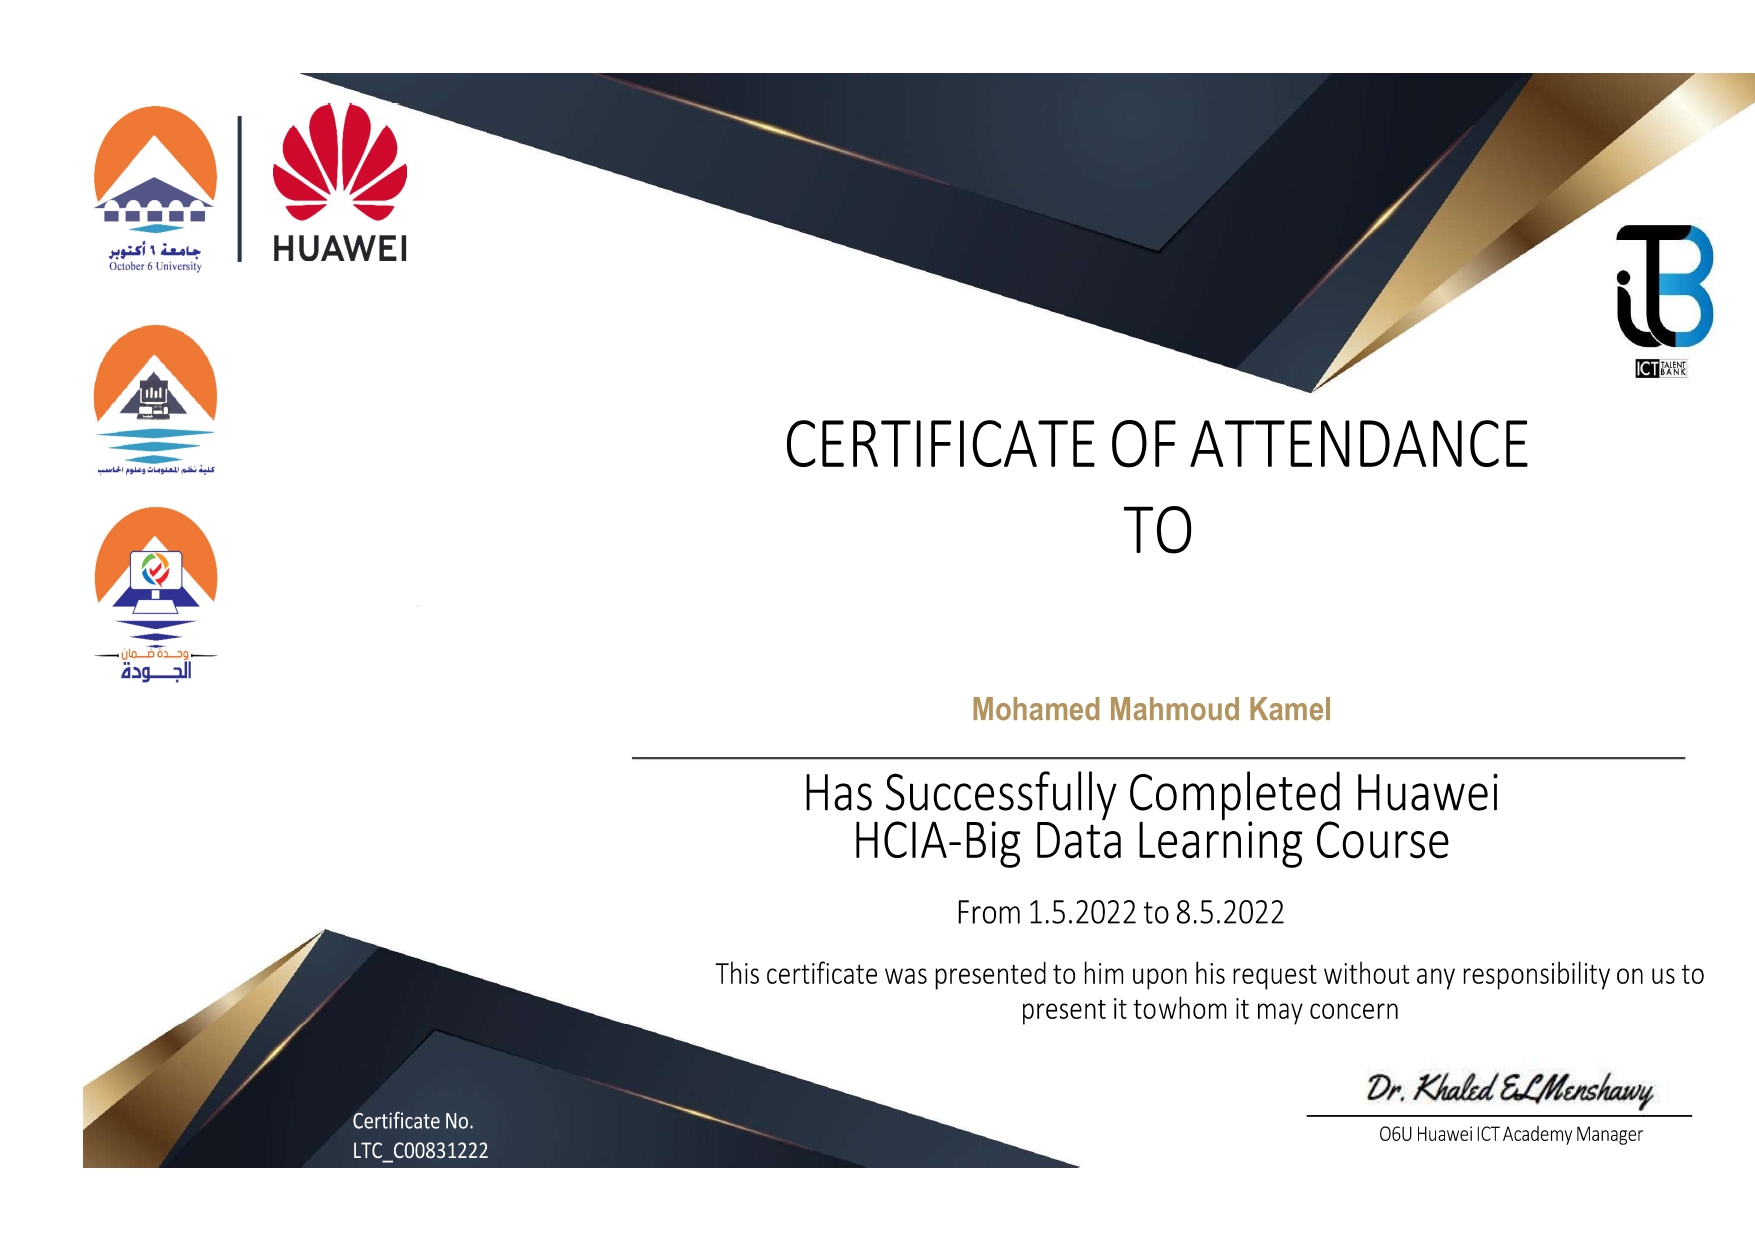 جامعة ٦ أكتوبر
October 6 University
HUAWEI
كلية نظم المعلومات وعلوم الحاسب
وحدة ضمان
الجودة
iTB
ICT TALENT BANK
CERTIFICATE OF ATTENDANCE
TO
Mohamed Mahmoud Kamel
Has Successfully Completed Huawei
HCIA-Big Data Learning Course
From 1.5.2022 to 8.5.2022
This certificate was presented to him upon his request without any responsibility on us to
present it towhom it may concern
Dr. Khaled ELMenshawy
O6U Huawei ICT Academy Manager
Certificate No.
LTC_C00831222